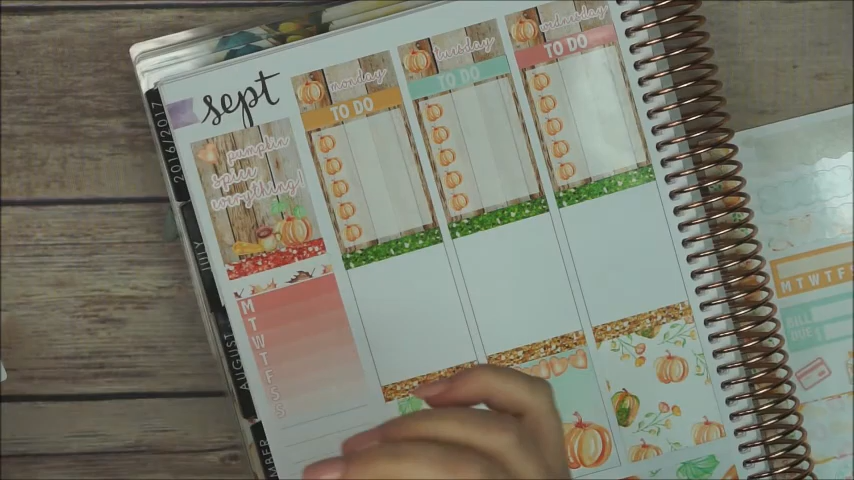 sept
monday
tuesday
wednesday
TO DO
TO DO
TO DO
pumpkin
spice
everything!
M
T
W
T
F
S
S
2016/2017
JULY
AUGUST
MTWTFS
BILL
DUE $